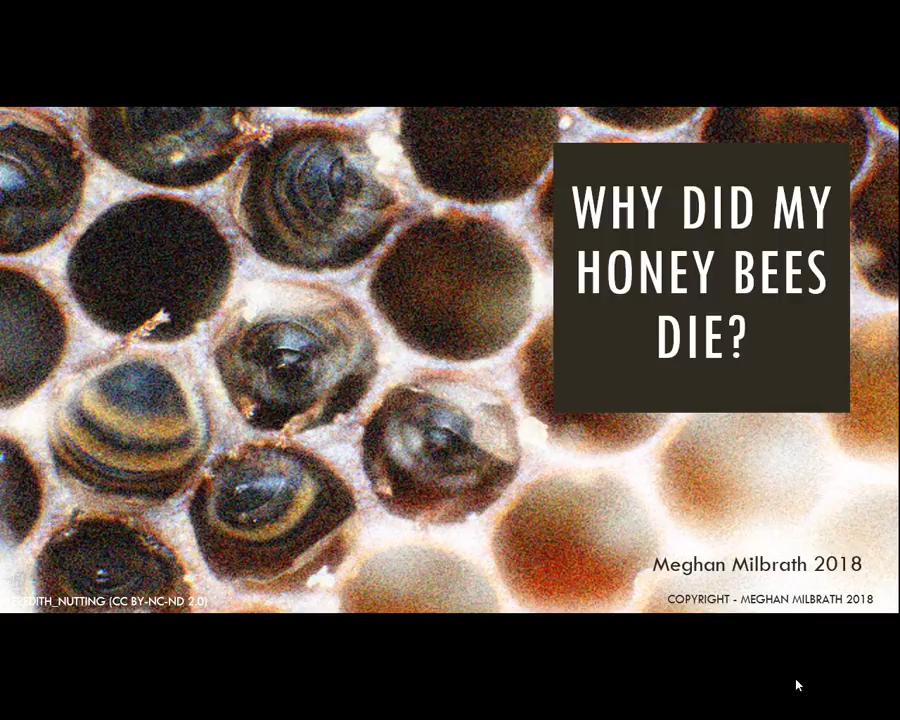 WHY DID MY
HONEY BEES
DIE?
Meghan Milbrath 2018
COPYRIGHT - MEGHAN MILBRATH 2018
NUTTING (CC BY-NC-ND 2.0)